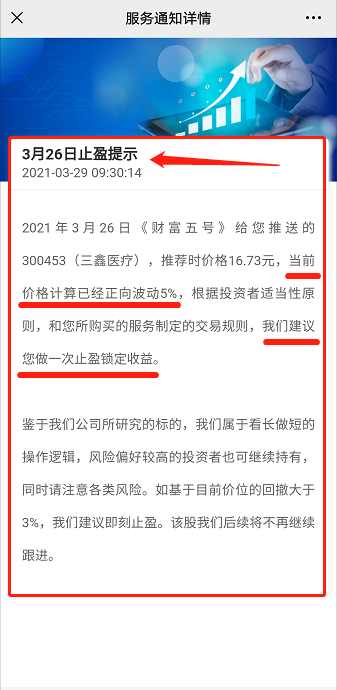 服务通知详情
3月26日止盈提示
2021-03-29 09:30:14
2021年3月26日《财富五号》给您推送的
300453（三鑫医疗），推荐时价格16.73元，当前
价格计算已经正向波动5%，根据投资者适当性原
则，和您所购买的服务制定的交易规则，我们建议
您做一次止盈锁定收益。
鉴于我们公司所研究的标的，我们属于看长做短的
操作逻辑，风险偏好较高的投资者也可继续持有，
同时请注意各类风险。如基于目前价位的回撤大于
3%，我们建议即刻止盈。该股我们后续将不再继续
跟进。